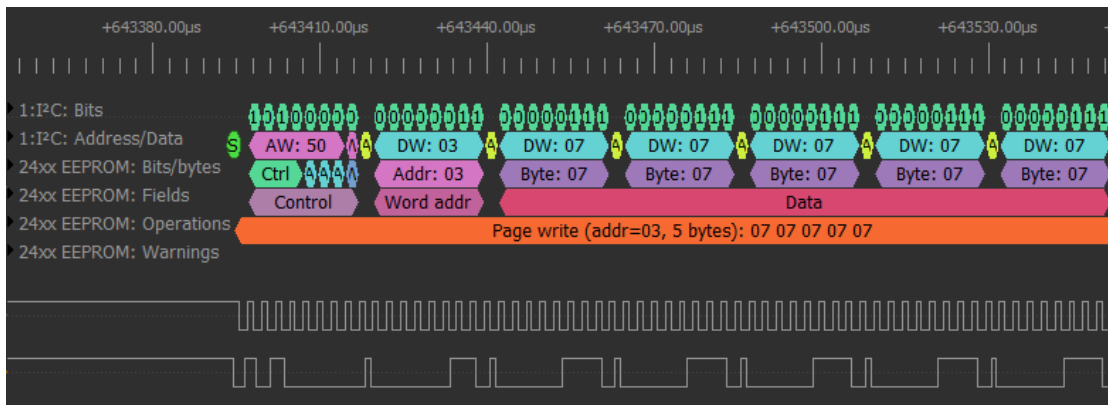 +643380.00µs +643410.00µs +643440.00µs +643470.00µs +643500.00µs +643530.00µs
1:I²C: Bits 1 0 1 0 0 0 0 0 0 0 0 0 0 0 1 1 0 0 0 0 0 1 1 1 0 0 0 0 0 1 1 1 0 0 0 0 0 1 1 1 0 0 0 0 0 1 1 1 0 0 0 0 0 1 1 1
1:I²C: Address/Data S AW: 50 A DW: 03 A DW: 07 A DW: 07 A DW: 07 A DW: 07 A DW: 07
24xx EEPROM: Bits/bytes Ctrl A A A Addr: 03 Byte: 07 Byte: 07 Byte: 07 Byte: 07 Byte: 07
24xx EEPROM: Fields Control Word addr Data
24xx EEPROM: Operations Page write (addr=03, 5 bytes): 07 07 07 07 07
24xx EEPROM: Warnings